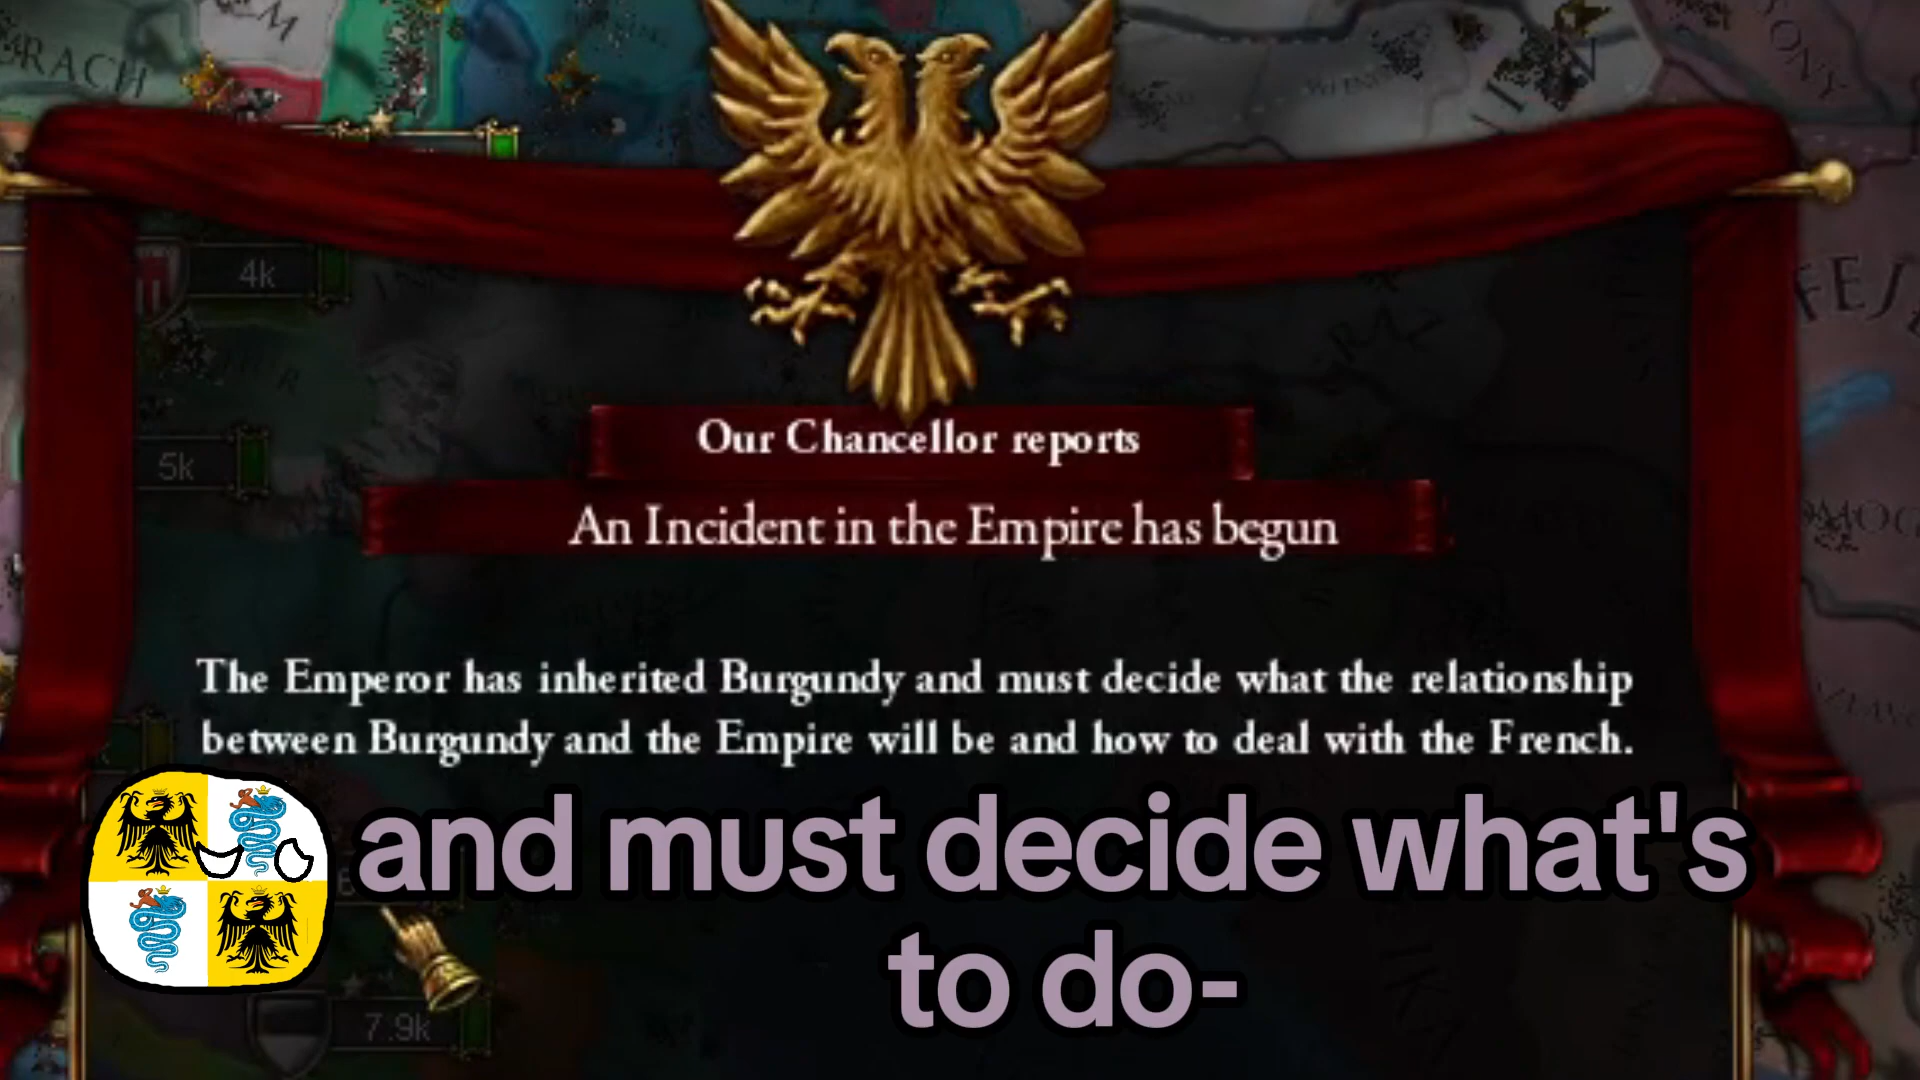 4k
5k
Our Chancellor reports
An Incident in the Empire has begun
The Emperor has inherited Burgundy and must decide what the relationship
between Burgundy and the Empire will be and how to deal with the French.
and must decide what's
to do-
7.9k